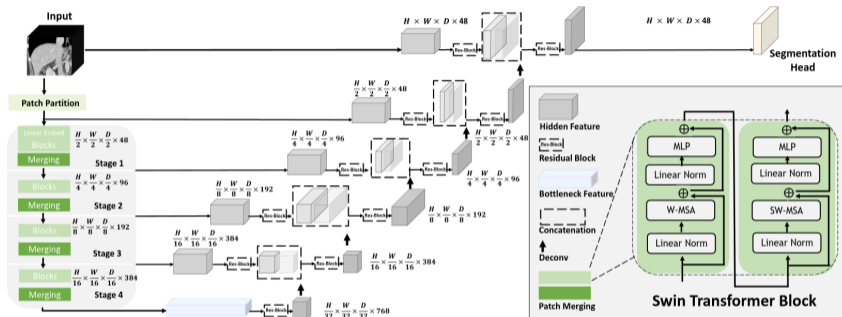 Input
H × W × D × 48
H × W × D × 48
Res-Block
Res-Block
Segmentation
Head
Patch Partition
H/2 × W/2 × D/2 × 48
Res-Block
Res-Block
H/2 × W/2 × D/2 × 48
Linear Embed
Blocks
Merging
H/2 × W/2 × D/2 × 48
Stage 1
H/4 × W/4 × D/4 × 96
Res-Block
Res-Block
H/4 × W/4 × D/4 × 96
Blocks
Merging
H/4 × W/4 × D/4 × 96
Stage 2
H/8 × W/8 × D/8 × 192
Res-Block
Res-Block
H/8 × W/8 × D/8 × 192
Blocks
Merging
H/8 × W/8 × D/8 × 192
Stage 3
H/16 × W/16 × D/16 × 384
Res-Block
Res-Block
H/16 × W/16 × D/16 × 384
Blocks
Merging
H/16 × W/16 × D/16 × 384
Stage 4
Res-Block
H/32 × W/32 × D/32 × 768
Hidden Feature
Res-Block
Residual Block
Bottleneck Feature
Concatenation
Deconv
Patch Merging
MLP
Linear Norm
W-MSA
Linear Norm
MLP
Linear Norm
SW-MSA
Linear Norm
Swin Transformer Block